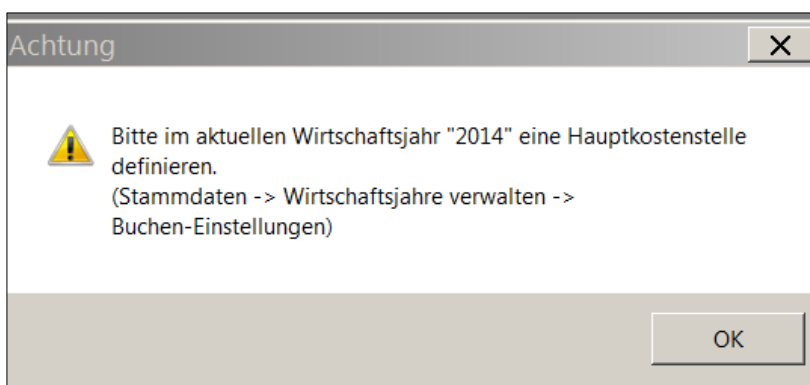 Achtung
Bitte im aktuellen Wirtschaftsjahr "2014" eine Hauptkostenstelle
definieren.
(Stammdaten -> Wirtschaftsjahre verwalten ->
Buchen-Einstellungen)
OK